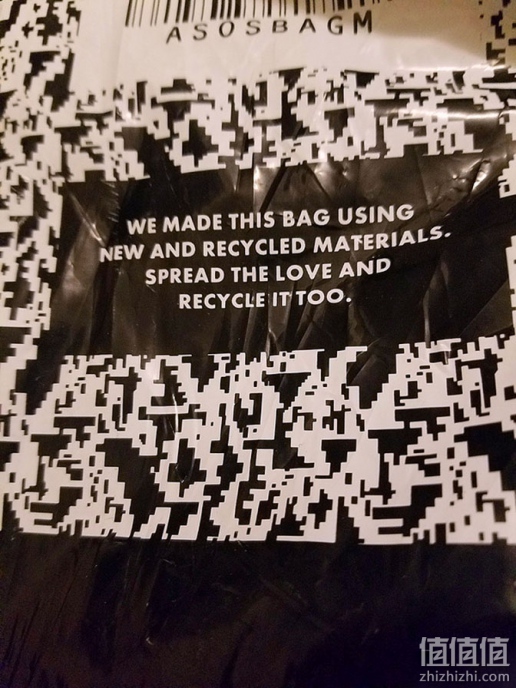 ASOSBAGM
WE MADE THIS BAG USING
NEW AND RECYCLED MATERIALS.
SPREAD THE LOVE AND
RECYCLE IT TOO.
值值值
zhizhizhi.com